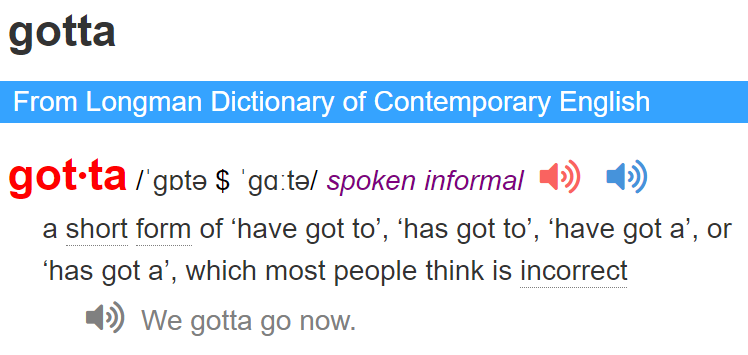 gotta
From Longman Dictionary of Contemporary English
got‧ta /ˈɡɒtə $ ˈɡɑːtə/ spoken informal
a short form of ‘have got to’, ‘has got to’, ‘have got a’, or
‘has got a’, which most people think is incorrect
We gotta go now.